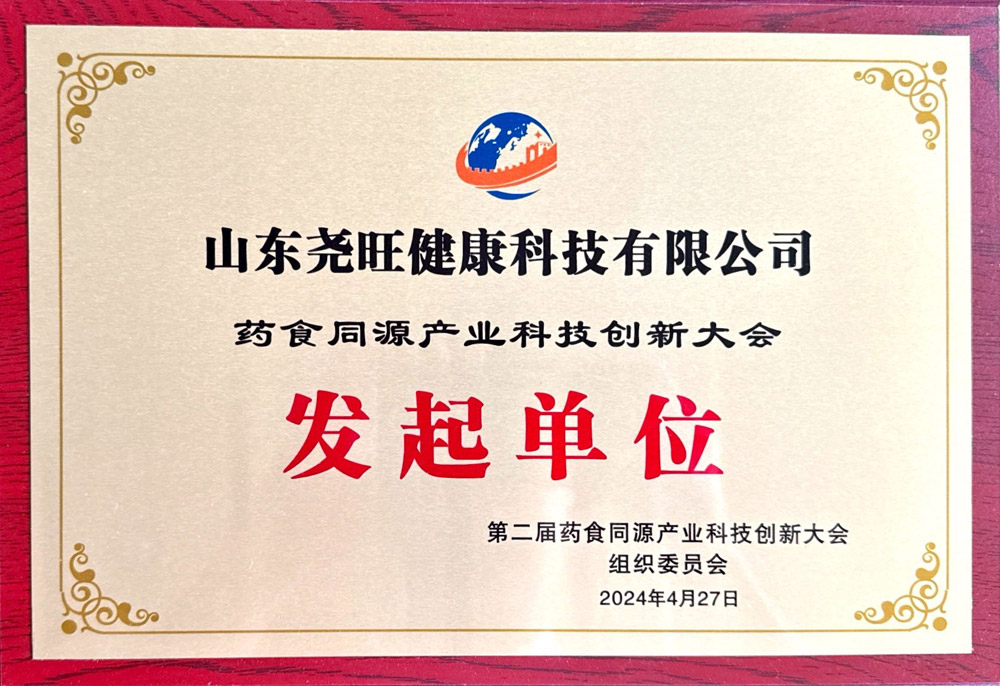 山东尧旺健康科技有限公司
药食同源产业科技创新大会
发起单位
第二届药食同源产业科技创新大会
组织委员会
2024年4月27日